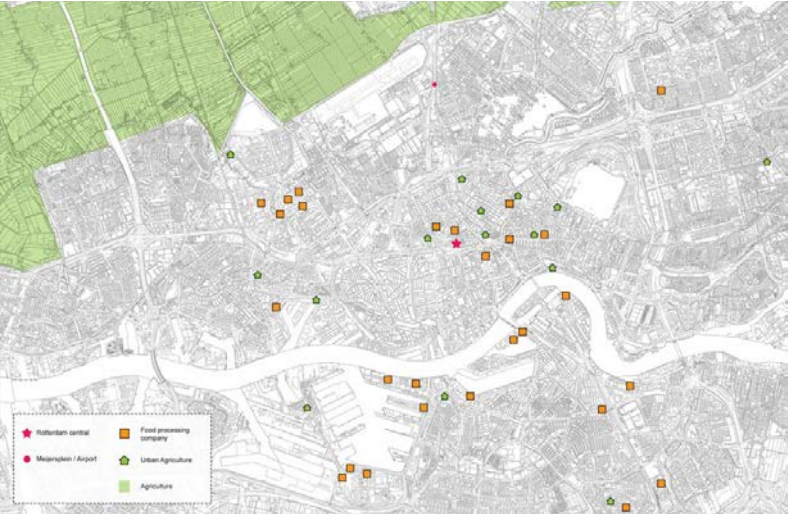 Rotterdam central
Food processing
company
Meijersplein / Airport
Urban Agriculture
Agriculture